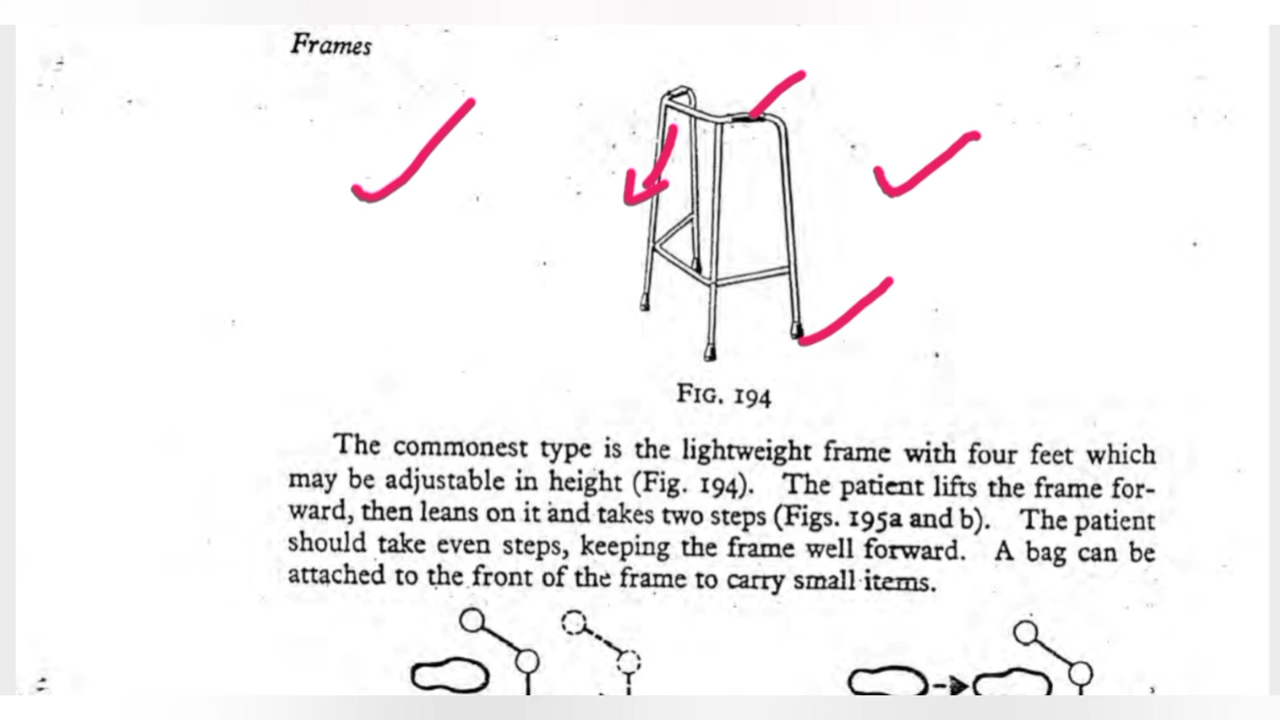 Frames
FIG. 194
The commonest type is the lightweight frame with four feet which
may be adjustable in height (Fig. 194). The patient lifts the frame for-
ward, then leans on it and takes two steps (Figs. 195a and b). The patient
should take even steps, keeping the frame well forward. A bag can be
attached to the front of the frame to carry small items.